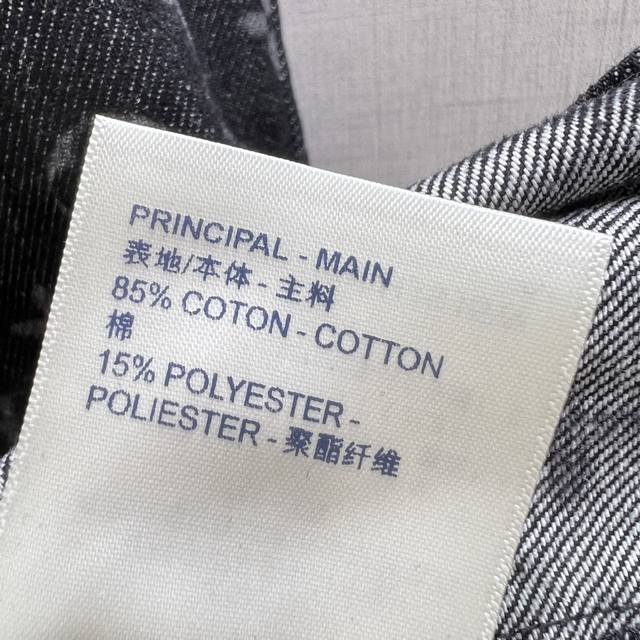 PRINCIPAL - MAIN
表地/本体 - 主料
85% COTON - COTTON
棉
15% POLYESTER -
POLIESTER - 聚酯纤维